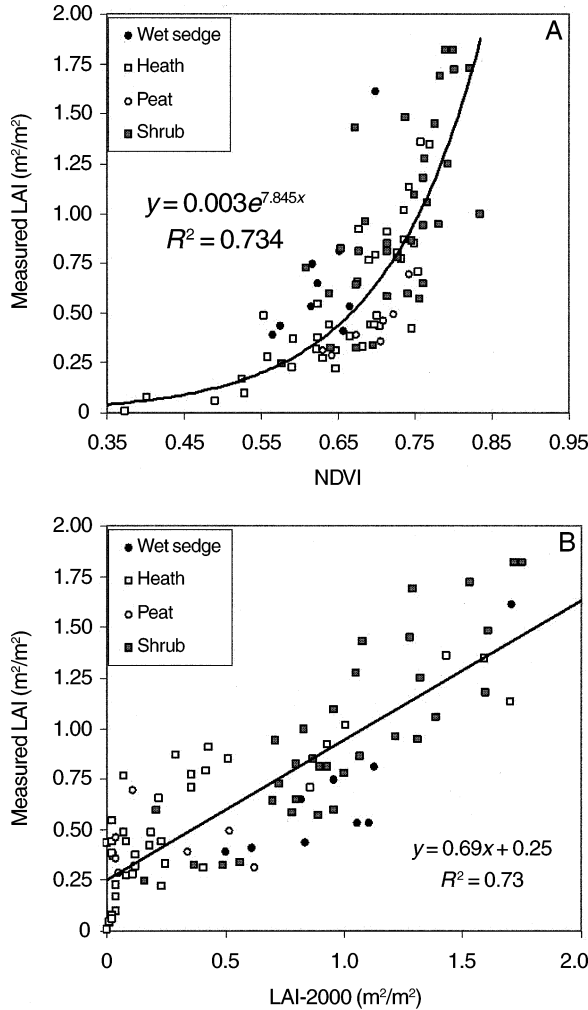 A
Wet sedge
Heath
Peat
Shrub
y = 0.003e^7.845x
R² = 0.734
Measured LAI (m²/m²)
2.00
1.75
1.50
1.25
1.00
0.75
0.50
0.25
0
0.35 0.45 0.55 0.65 0.75 0.85 0.95
NDVI
B
Wet sedge
Heath
Peat
Shrub
y = 0.69x + 0.25
R² = 0.73
Measured LAI (m²/m²)
2.00
1.75
1.50
1.25
1.00
0.75
0.50
0.25
0
0 0.5 1.0 1.5 2.0
LAI-2000 (m²/m²)